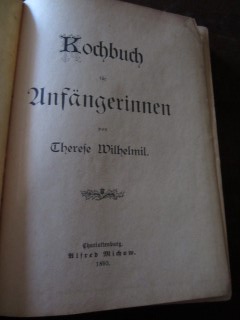 Kochbuch
für
Anfängerinnen
von
Therese Wilhelmi.
Charlottenburg.
Alfred Michow.